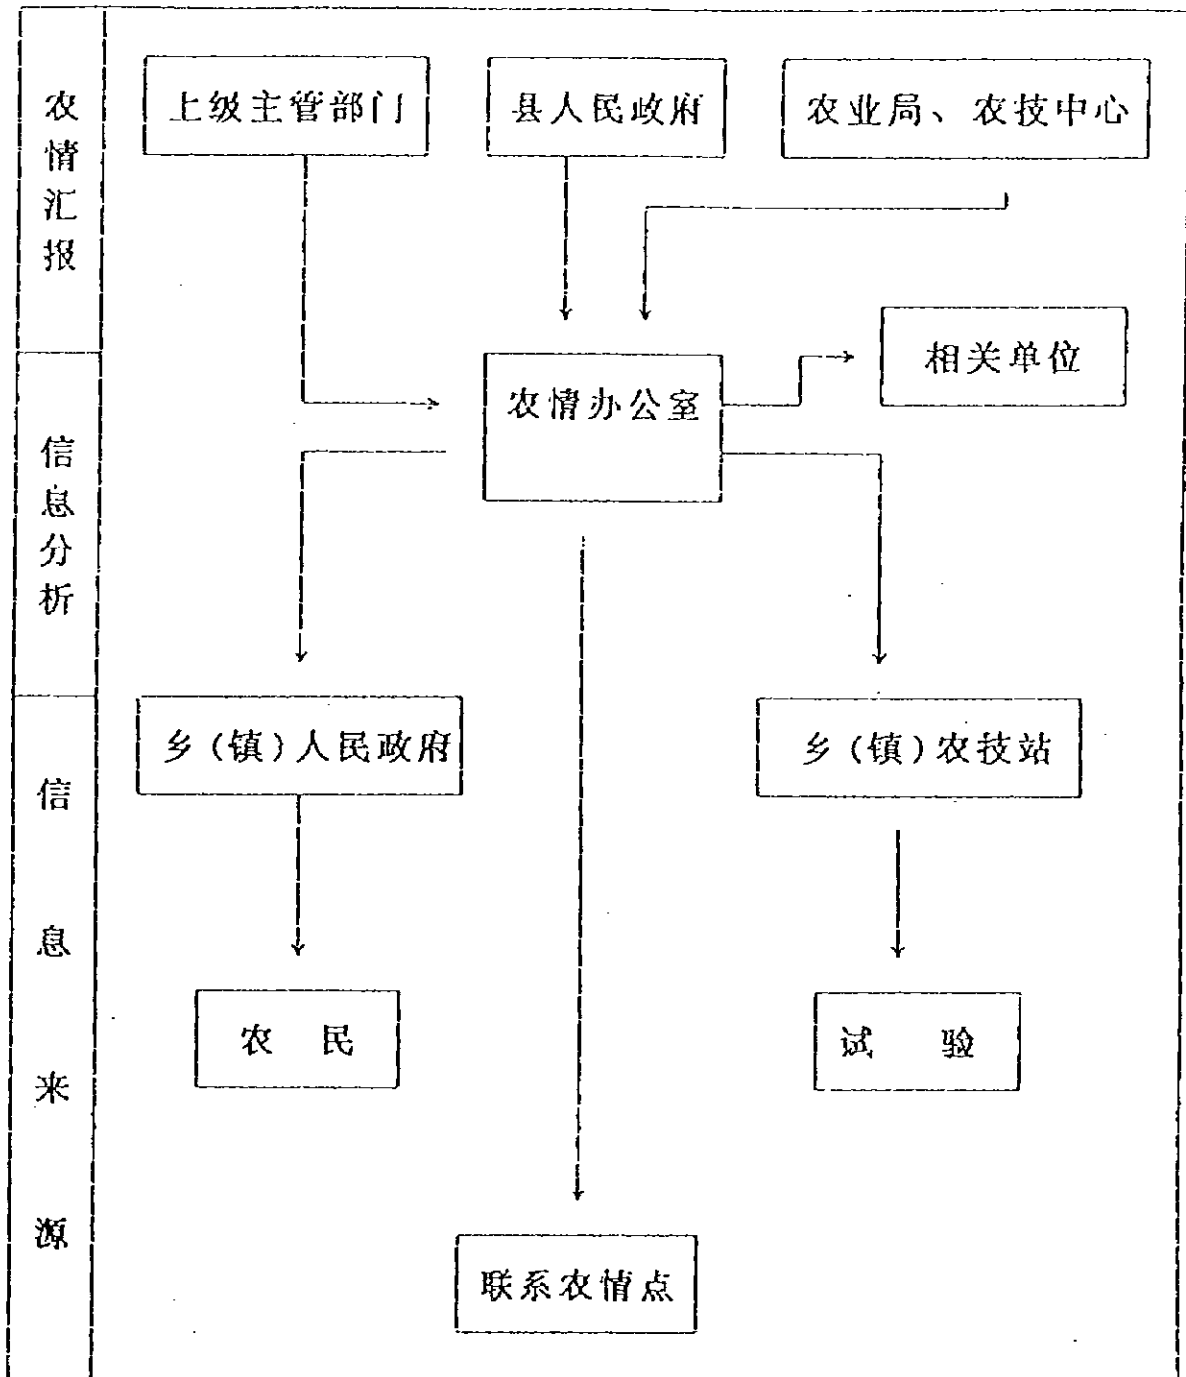 农情汇报
上级主管部门
县人民政府
农业局、农技中心
信息分析
农情办公室
相关单位
信息来源
乡(镇)人民政府
乡(镇)农技站
农 民
试 验
联系农情点